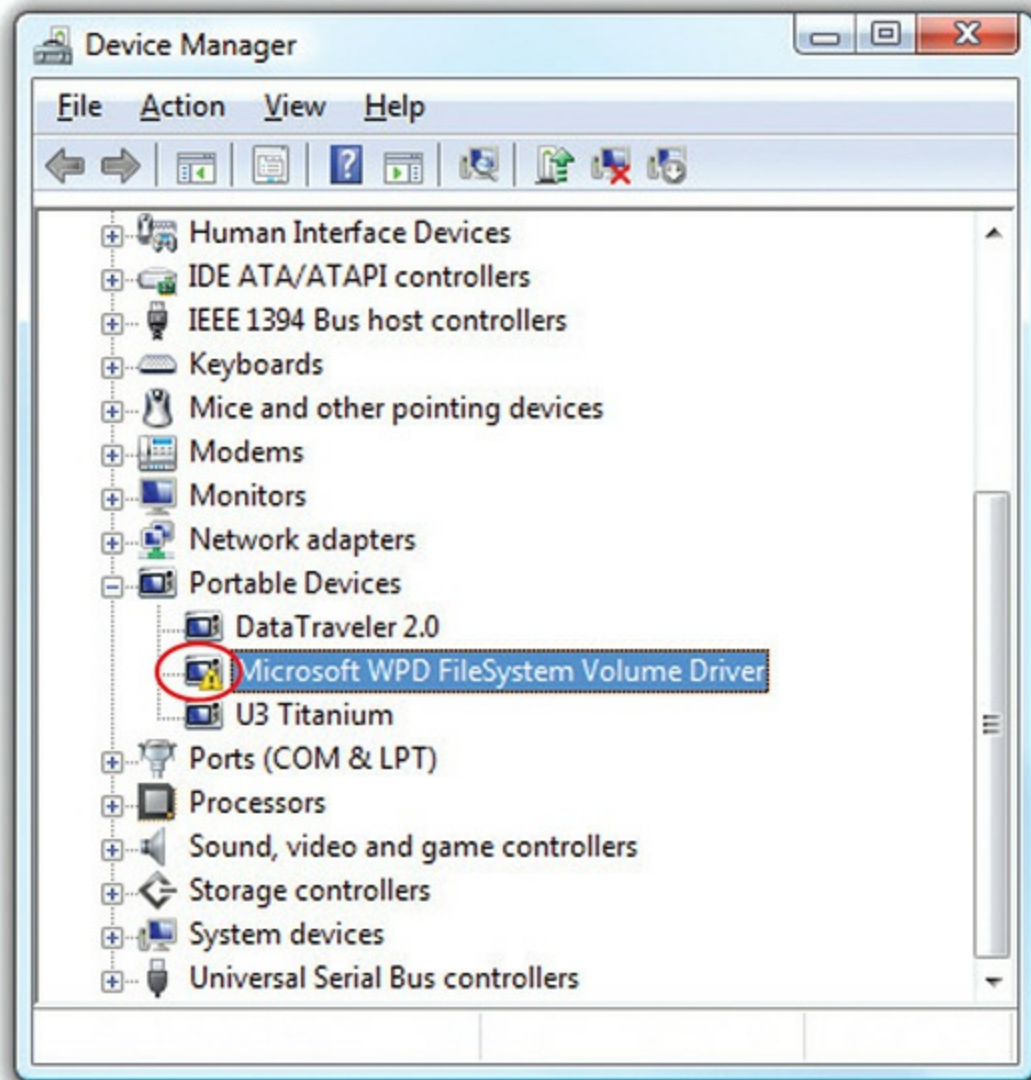 Device Manager
File Action View Help
Human Interface Devices
IDE ATA/ATAPI controllers
IEEE 1394 Bus host controllers
Keyboards
Mice and other pointing devices
Modems
Monitors
Network adapters
Portable Devices
DataTraveler 2.0
Microsoft WPD FileSystem Volume Driver
U3 Titanium
Ports (COM & LPT)
Processors
Sound, video and game controllers
Storage controllers
System devices
Universal Serial Bus controllers